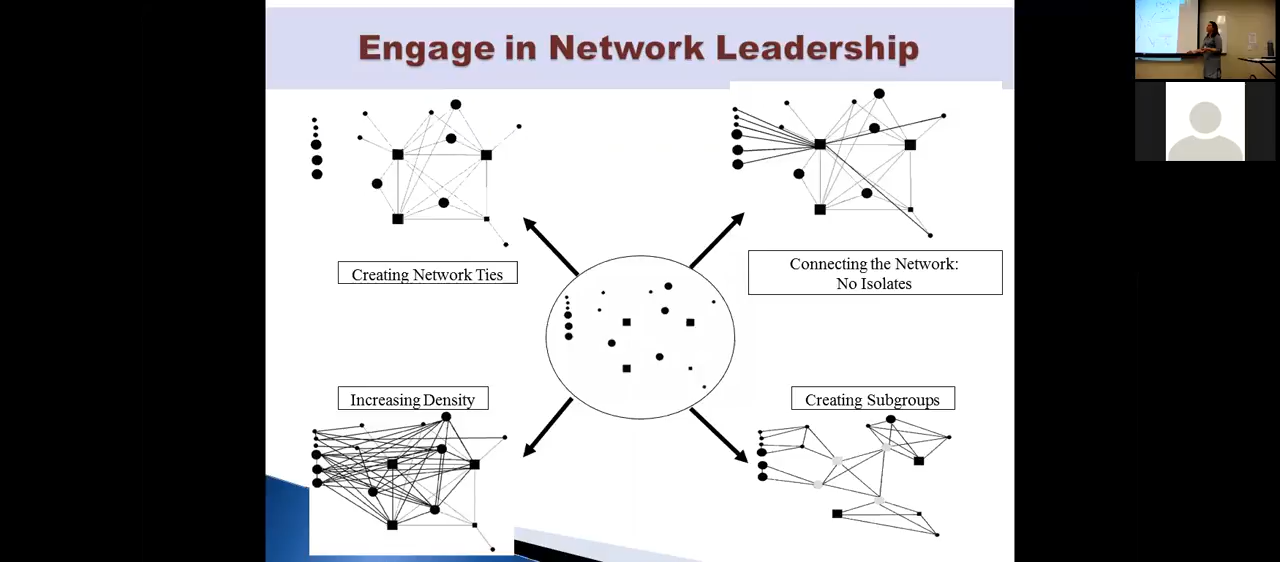 Engage in Network Leadership
Creating Network Ties
Connecting the Network:
No Isolates
Increasing Density
Creating Subgroups